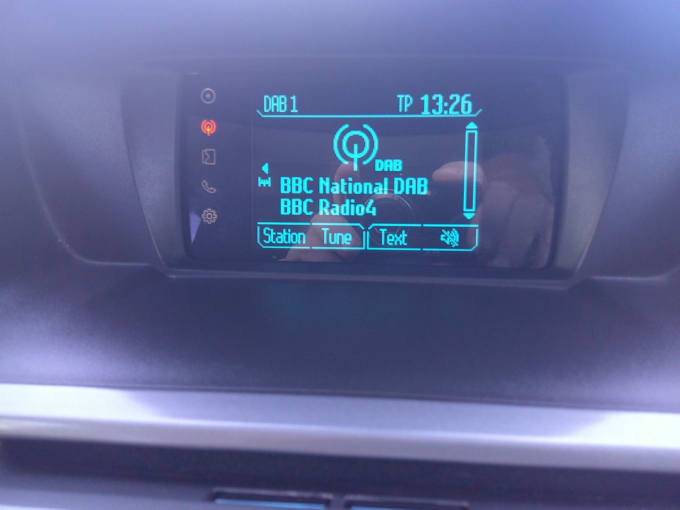 DAB 1 TP 13:26
DAB
BBC National DAB
BBC Radio4
Station Tune Text